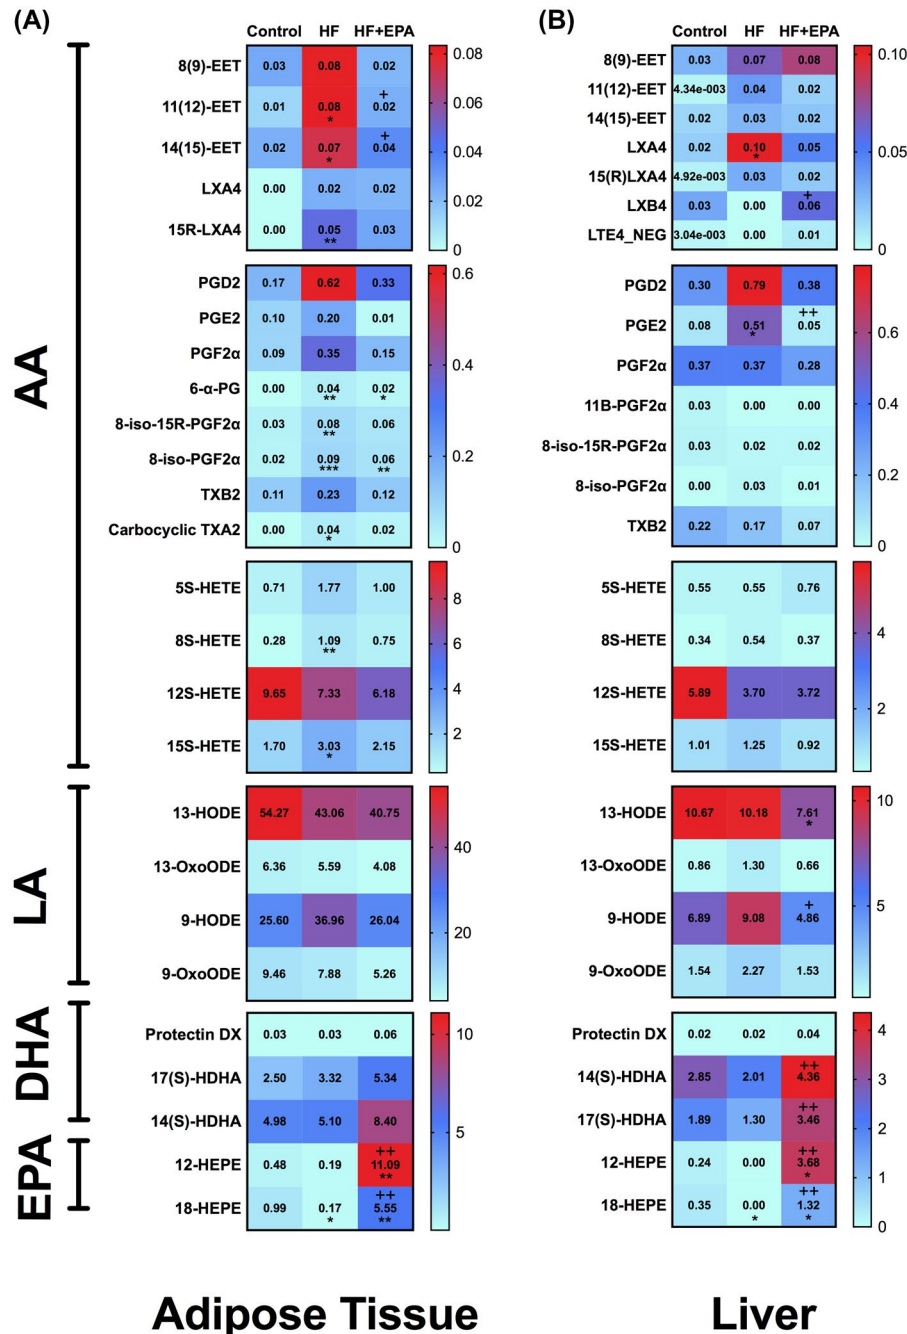 (A)
Control HF HF+EPA
8(9)-EET 0.03 0.08 0.02
+
11(12)-EET 0.01 0.08 0.02
*
+
14(15)-EET 0.02 0.07 0.04
*
LXA4 0.00 0.02 0.02
15R-LXA4 0.00 0.05 0.03
**
0.08
0.06
0.04
0.02
0
PGD2 0.17 0.62 0.33
PGE2 0.10 0.20 0.01
PGF2α 0.09 0.35 0.15
6-α-PG 0.00 0.04 0.02
** *
8-iso-15R-PGF2α 0.03 0.08 0.06
**
8-iso-PGF2α 0.02 0.09 0.06
*** **
TXB2 0.11 0.23 0.12
Carbocyclic TXA2 0.00 0.04 0.02
*
0.6
0.4
0.2
0
AA
5S-HETE 0.71 1.77 1.00
8S-HETE 0.28 1.09 0.75
**
12S-HETE 9.65 7.33 6.18
15S-HETE 1.70 3.03 2.15
*
8
6
4
2
LA
13-HODE 54.27 43.06 40.75
13-OxoODE 6.36 5.59 4.08
9-HODE 25.60 36.96 26.04
9-OxoODE 9.46 7.88 5.26
40
20
DHA
Protectin DX 0.03 0.03 0.06
17(S)-HDHA 2.50 3.32 5.34
14(S)-HDHA 4.98 5.10 8.40
EPA
++
12-HEPE 0.48 0.19 11.09
**
++
18-HEPE 0.99 0.17 5.55
* **
10
5
Adipose Tissue
(B)
Control HF HF+EPA
8(9)-EET 0.03 0.07 0.08
11(12)-EET 4.34e-003 0.04 0.02
14(15)-EET 0.02 0.03 0.02
LXA4 0.02 0.10 0.05
*
15(R)LXA4 4.92e-003 0.03 0.02
+
LXB4 0.03 0.00 0.06
LTE4_NEG 3.04e-003 0.00 0.01
0.10
0.05
0
PGD2 0.30 0.79 0.38
++
PGE2 0.08 0.51 0.05
*
PGF2α 0.37 0.37 0.28
11B-PGF2α 0.03 0.00 0.00
8-iso-15R-PGF2α 0.03 0.02 0.02
8-iso-PGF2α 0.00 0.03 0.01
TXB2 0.22 0.17 0.07
0.6
0.4
0.2
0
5S-HETE 0.55 0.55 0.76
8S-HETE 0.34 0.54 0.37
12S-HETE 5.89 3.70 3.72
15S-HETE 1.01 1.25 0.92
4
2
13-HODE 10.67 10.18 7.61
*
13-OxoODE 0.86 1.30 0.66
+
9-HODE 6.89 9.08 4.86
9-OxoODE 1.54 2.27 1.53
10
5
Protectin DX 0.02 0.02 0.04
++
14(S)-HDHA 2.85 2.01 4.36
++
17(S)-HDHA 1.89 1.30 3.46
++
12-HEPE 0.24 0.00 3.68
*
++
18-HEPE 0.35 0.00 1.32
* *
4
3
2
1
0
Liver